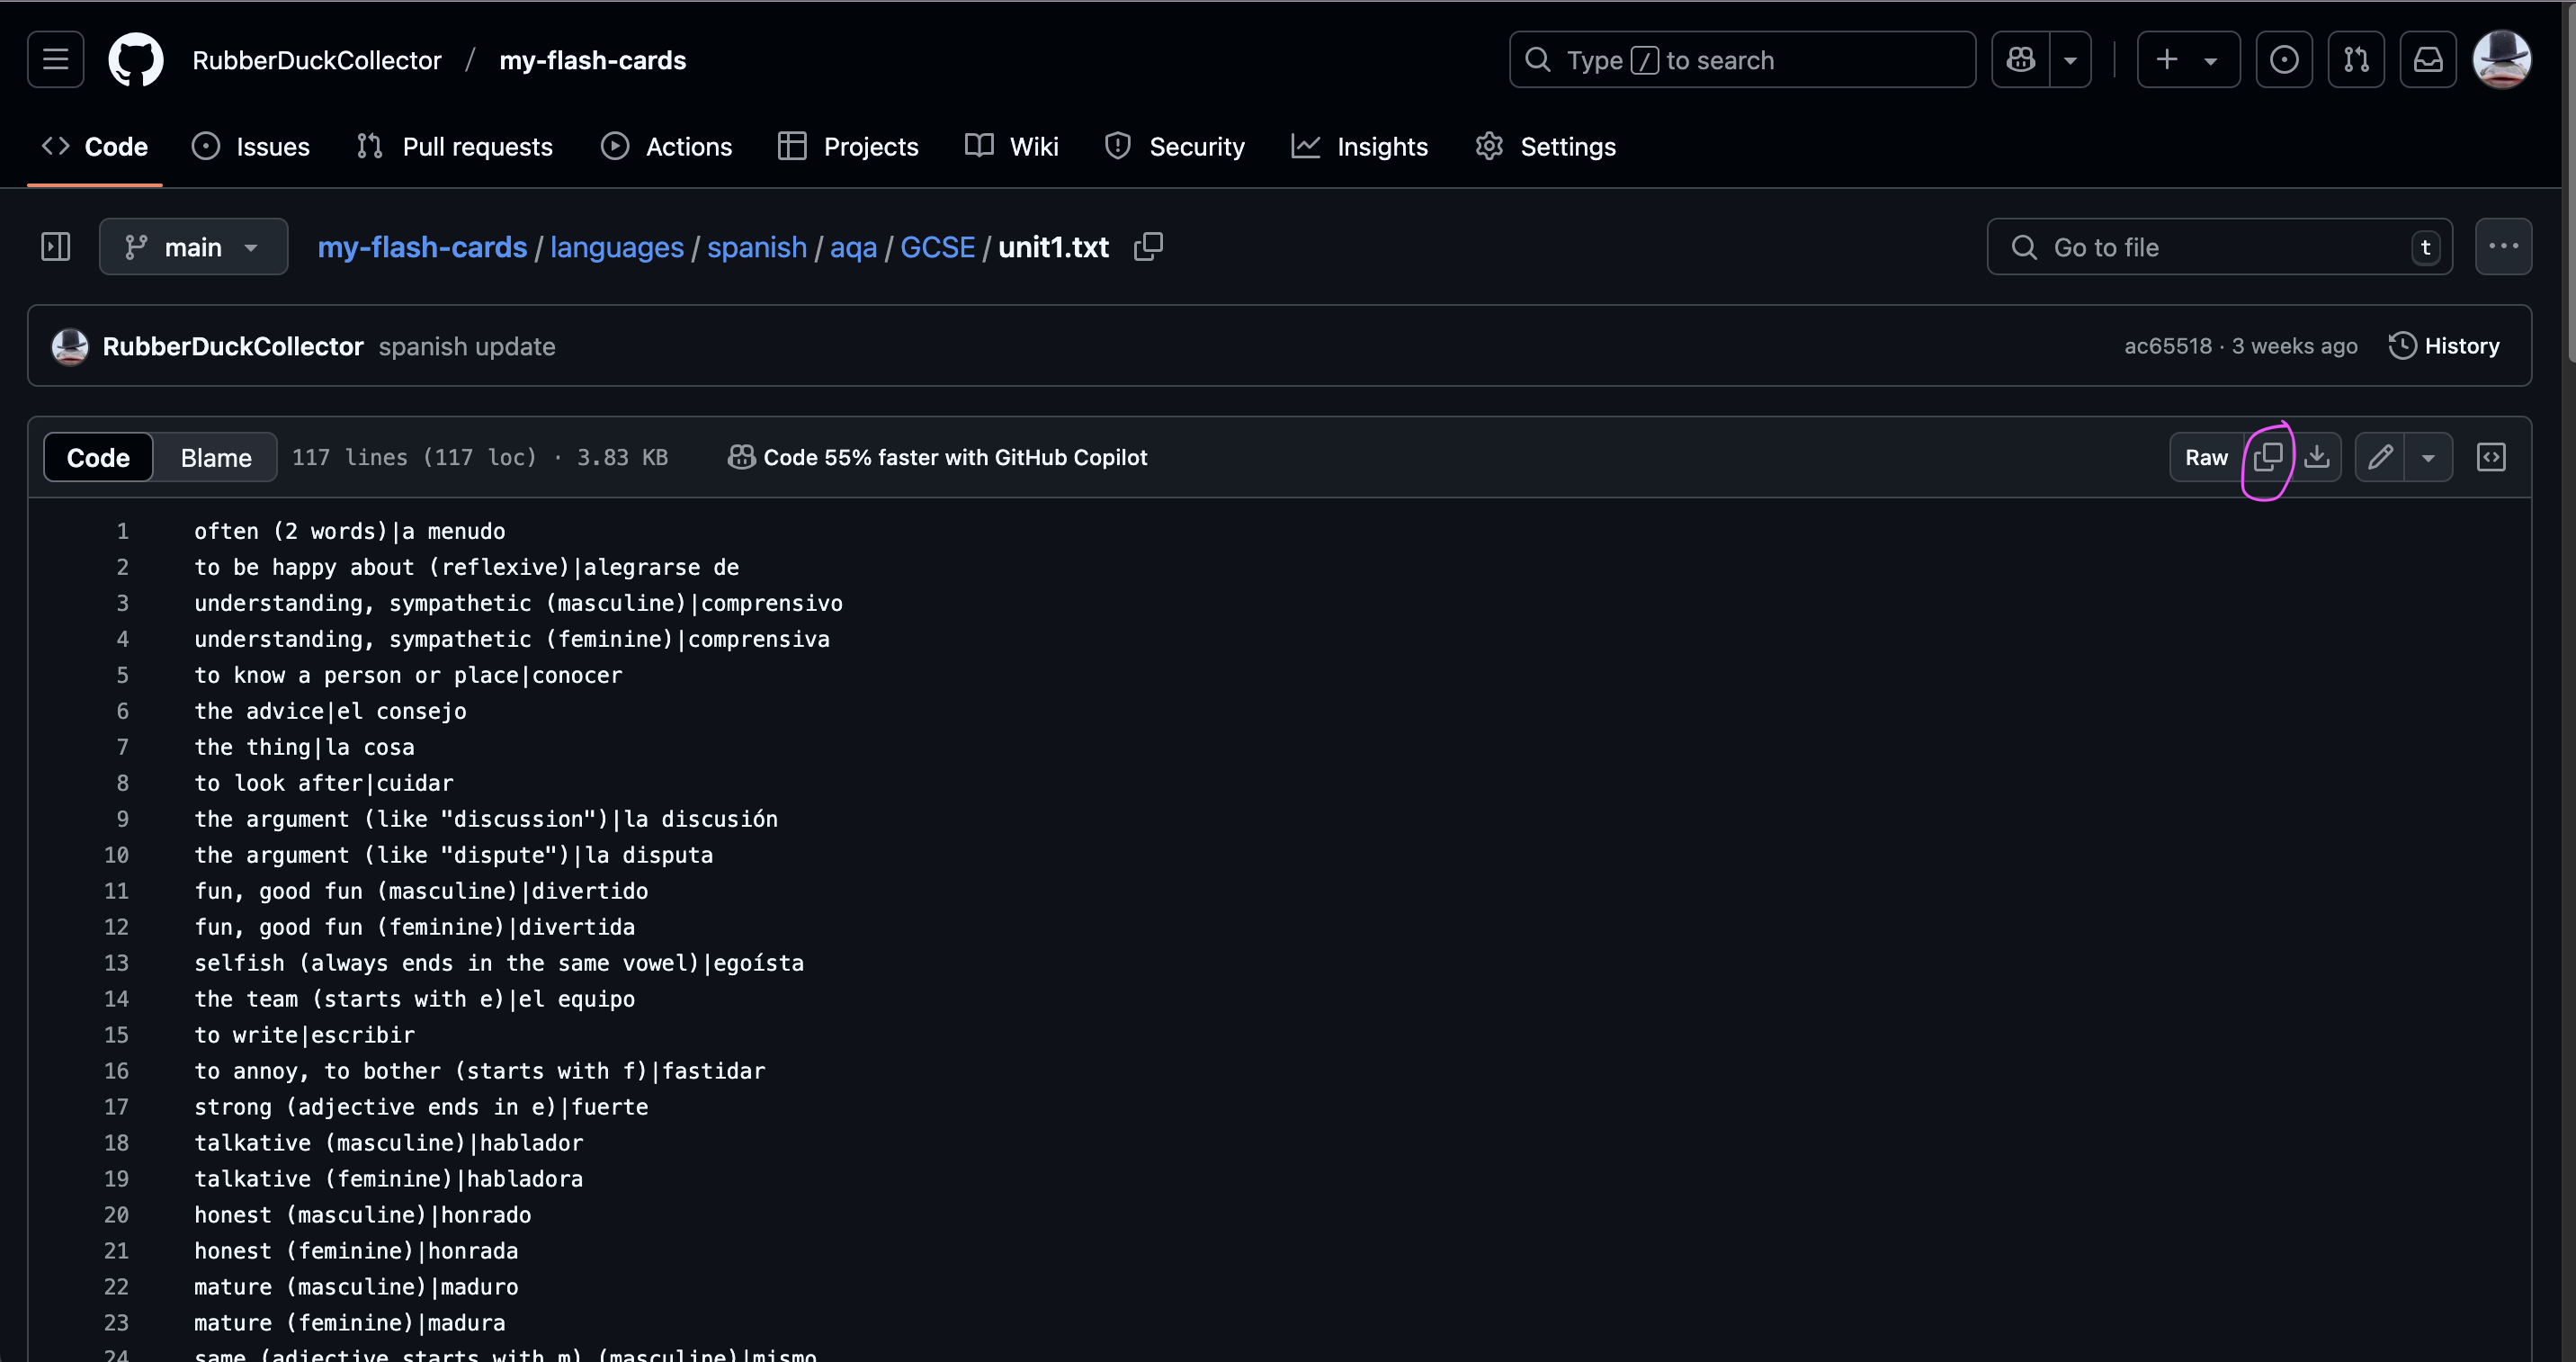 RubberDuckCollector / my-flash-cards
Type / to search
Code
Issues
Pull requests
Actions
Projects
Wiki
Security
Insights
Settings
main
my-flash-cards / languages / spanish / aqa / GCSE / unit1.txt
Go to file
t
RubberDuckCollector spanish update
ac65518 · 3 weeks ago
History
Code
Blame
117 lines (117 loc) · 3.83 KB
Code 55% faster with GitHub Copilot
Raw
1 often (2 words)|a menudo
2 to be happy about (reflexive)|alegrarse de
3 understanding, sympathetic (masculine)|comprensivo
4 understanding, sympathetic (feminine)|comprensiva
5 to know a person or place|conocer
6 the advice|el consejo
7 the thing|la cosa
8 to look after|cuidar
9 the argument (like "discussion")|la discusión
10 the argument (like "dispute")|la disputa
11 fun, good fun (masculine)|divertido
12 fun, good fun (feminine)|divertida
13 selfish (always ends in the same vowel)|egoísta
14 the team (starts with e)|el equipo
15 to write|escribir
16 to annoy, to bother (starts with f)|fastidar
17 strong (adjective ends in e)|fuerte
18 talkative (masculine)|hablador
19 talkative (feminine)|habladora
20 honest (masculine)|honrado
21 honest (feminine)|honrada
22 mature (masculine)|maduro
23 mature (feminine)|madura
24 same (adjective starts with m) (masculine)|mismo